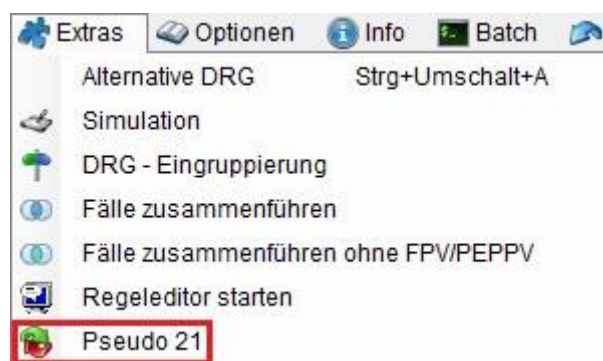 Extras Optionen Info Batch
Alternative DRG Strg+Umschalt+A
Simulation
DRG - Eingruppierung
Fälle zusammenführen
Fälle zusammenführen ohne FPV/PEPPV
Regeleditor starten
Pseudo 21